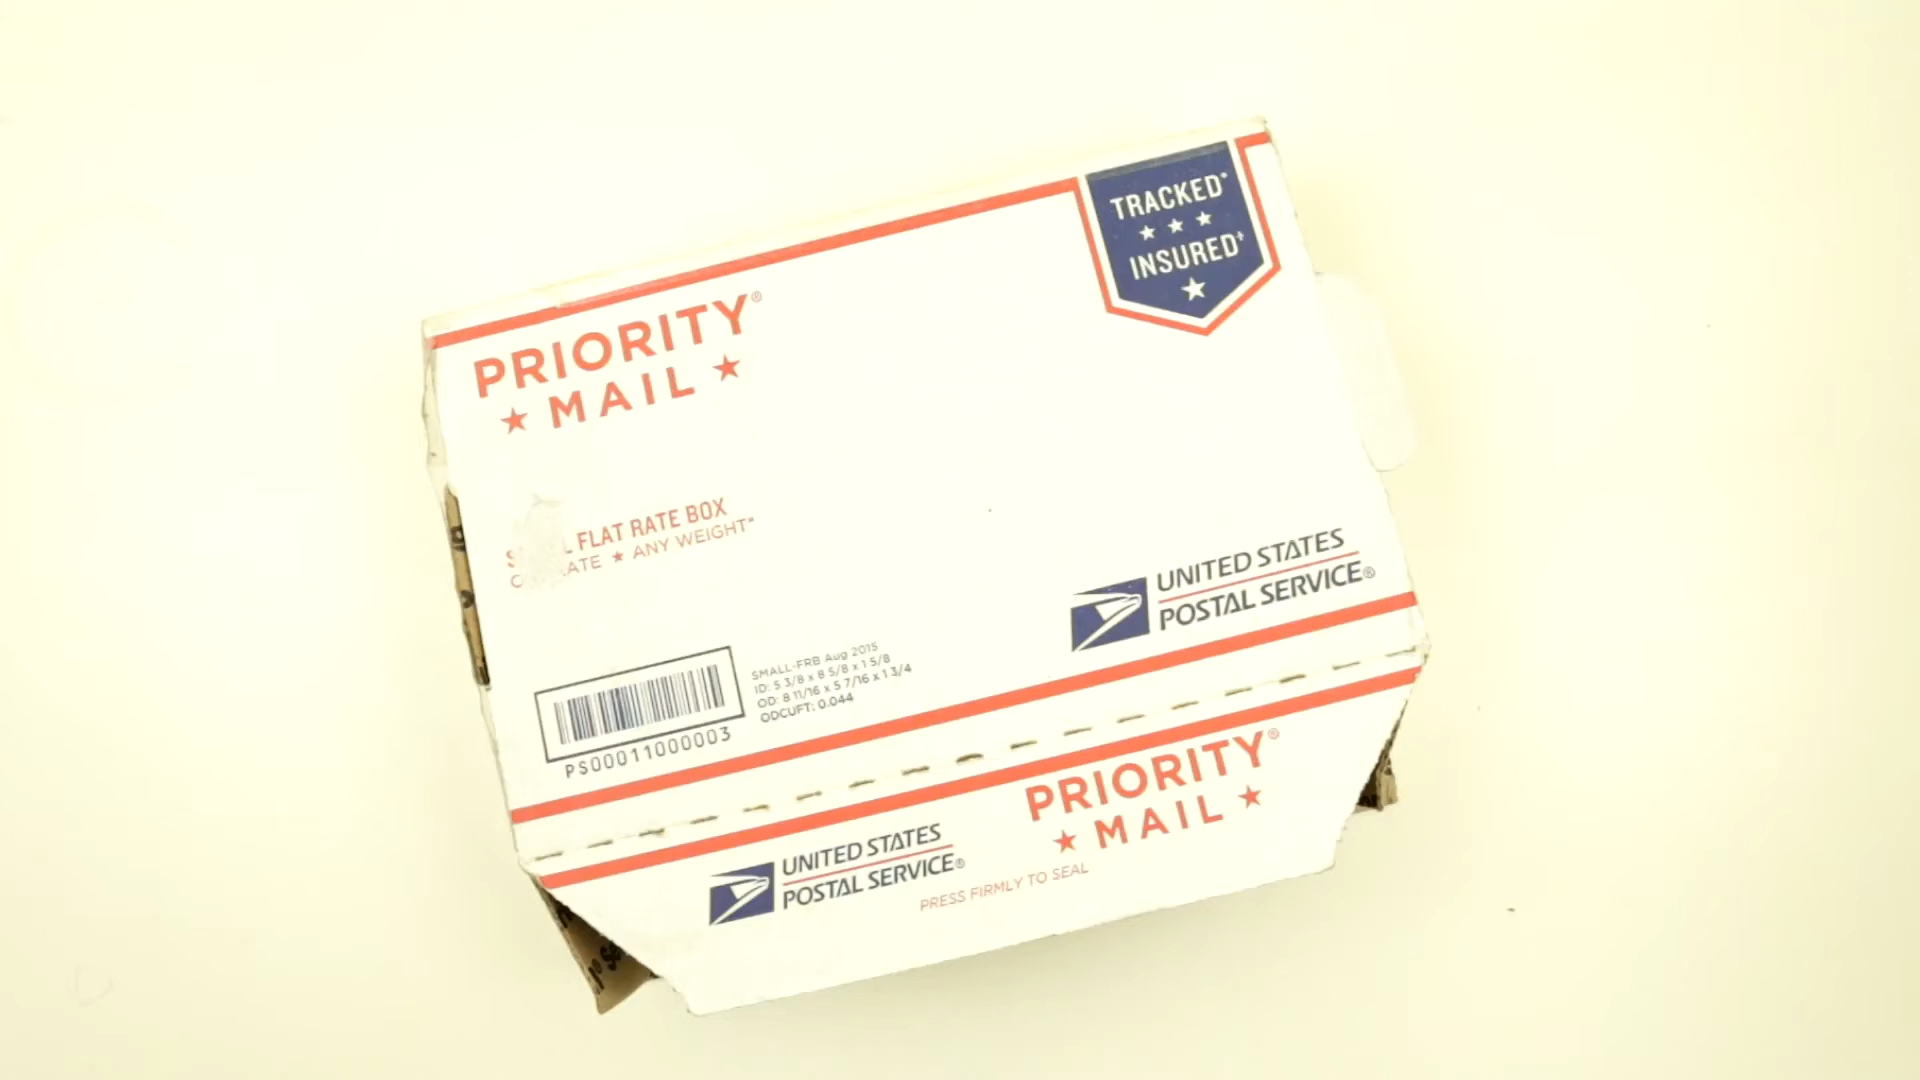 TRACKED*
★ ★ ★
INSURED†
★
PRIORITY®
★ MAIL ★
FLAT RATE BOX
★ ANY WEIGHT*
UNITED STATES
POSTAL SERVICE®
SMALL-FRB Aug 2015
ID: 5 3/8 x 8 5/8 x 1 5/8
OD: 8 11/16 x 5 7/16 x 1 3/4
ODCUFT: 0.044
PS00011000003
PRIORITY®
★ MAIL ★
UNITED STATES
POSTAL SERVICE®
PRESS FIRMLY TO SEAL